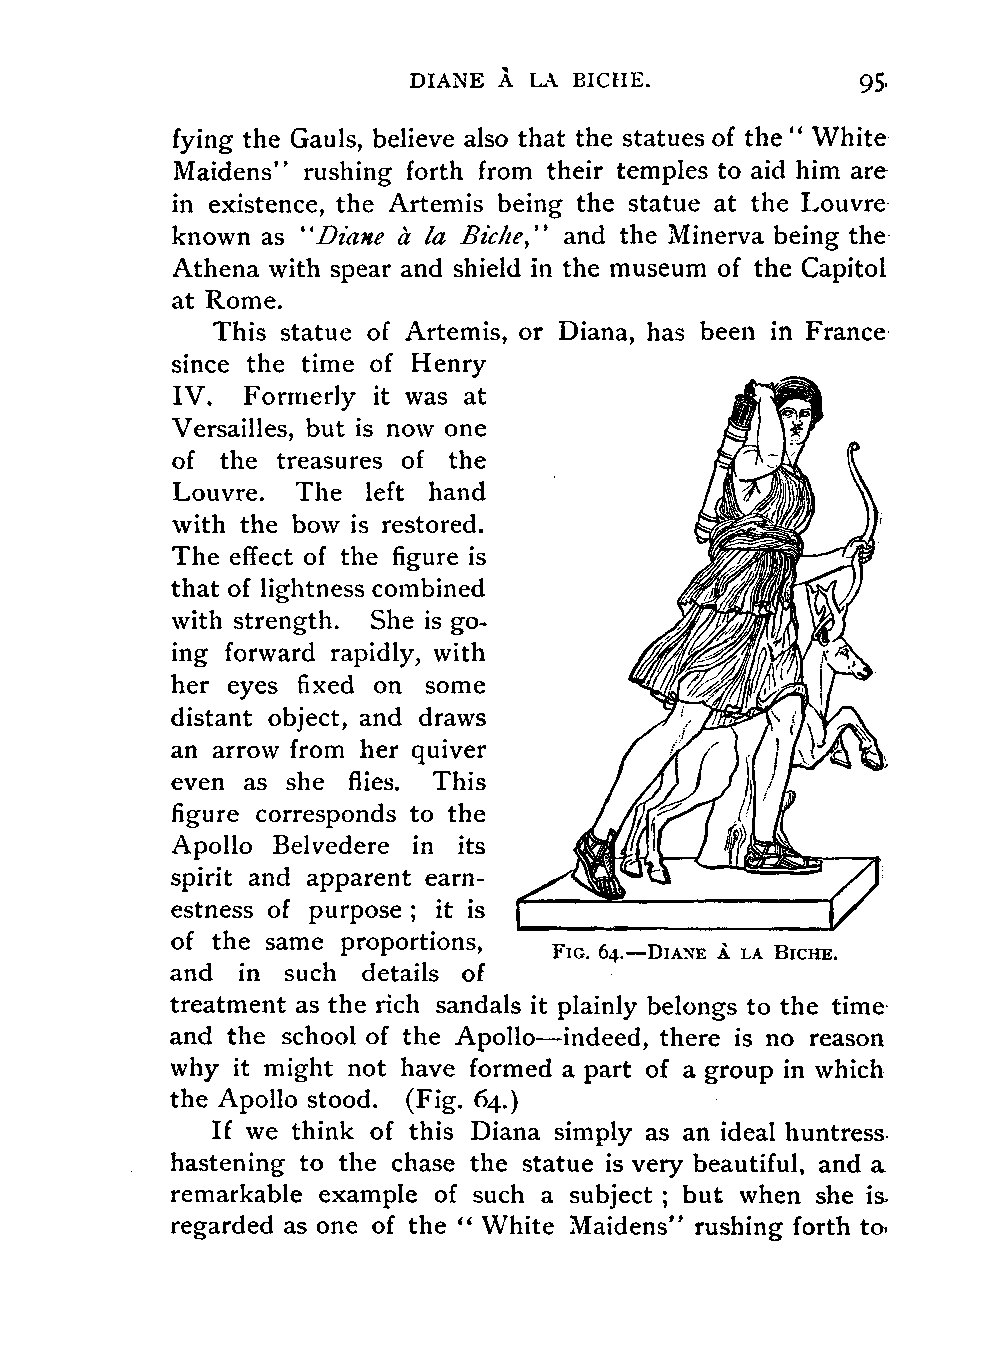 DIANE À LA BICHE. 95
fying the Gauls, believe also that the statues of the “ White
Maidens” rushing forth from their temples to aid him are
in existence, the Artemis being the statue at the Louvre
known as “Diane à la Biche,” and the Minerva being the
Athena with spear and shield in the museum of the Capitol
at Rome.
This statue of Artemis, or Diana, has been in France
since the time of Henry
IV. Formerly it was at
Versailles, but is now one
of the treasures of the
Louvre. The left hand
with the bow is restored.
The effect of the figure is
that of lightness combined
with strength. She is go-
ing forward rapidly, with
her eyes fixed on some
distant object, and draws
an arrow from her quiver
even as she flies. This
figure corresponds to the
Apollo Belvedere in its
spirit and apparent earn-
estness of purpose ; it is
of the same proportions,
and in such details of
FIG. 64.—DIANE À LA BICHE.
treatment as the rich sandals it plainly belongs to the time
and the school of the Apollo—indeed, there is no reason
why it might not have formed a part of a group in which
the Apollo stood. (Fig. 64.)
If we think of this Diana simply as an ideal huntress
hastening to the chase the statue is very beautiful, and a
remarkable example of such a subject ; but when she is
regarded as one of the “ White Maidens” rushing forth to